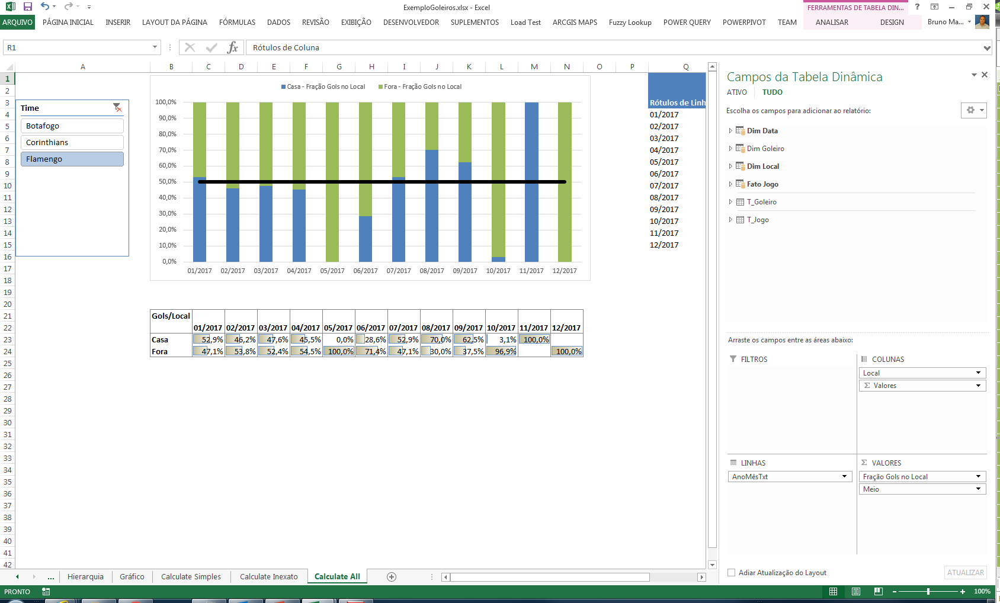 ExemploGoleiros.xlsx - Excel
FERRAMENTAS DE TABELA DIN...
?
ARQUIVO PÁGINA INICIAL INSERIR LAYOUT DA PÁGINA FÓRMULAS DADOS REVISÃO EXIBIÇÃO DESENVOLVEDOR SUPLEMENTOS Load Test ARCGIS MAPS Fuzzy Lookup POWER QUERY POWERPIVOT TEAM ANALISAR DESIGN Bruno Ma...
R1 fx Rótulos de Coluna
A B C D E F G H I J K L M N O P Q
1
2
3
4
5
6
7
8
9
10
11
12
13
14
15
16
17
18
19
20
21
22
23
24
25
26
27
28
29
30
31
32
33
34
35
36
37
38
39
40
41
42
Time
Botafogo
Corinthians
Flamengo
Casa - Fração Gols no Local Fora - Fração Gols no Local
100,0%
90,0%
80,0%
70,0%
60,0%
50,0%
40,0%
30,0%
20,0%
10,0%
0,0%
01/2017 02/2017 03/2017 04/2017 05/2017 06/2017 07/2017 08/2017 09/2017 10/2017 11/2017 12/2017
Rótulos de Linh
01/2017
02/2017
03/2017
04/2017
05/2017
06/2017
07/2017
08/2017
09/2017
10/2017
11/2017
12/2017
Gols/Local
01/2017 02/2017 03/2017 04/2017 05/2017 06/2017 07/2017 08/2017 09/2017 10/2017 11/2017 12/2017
Casa 52,9% 46,2% 47,6% 45,5% 0,0% 28,6% 52,9% 70,0% 62,5% 3,1% 100,0%
Fora 47,1% 53,8% 52,4% 54,5% 100,0% 71,4% 47,1% 30,0% 37,5% 96,9% 100,0%
Campos da Tabela Dinâmica
ATIVO TUDO
Escolha os campos para adicionar ao relatório:
Dim Data
Dim Goleiro
Dim Local
Fato Jogo
T_Goleiro
T_Jogo
Arraste os campos entre as áreas abaixo:
FILTROS
COLUNAS
Local
Σ Valores
LINHAS
AnoMêsTxt
Σ VALORES
Fração Gols no Local
Meio
Adiar Atualização do Layout ATUALIZAR
... Hierarquia Gráfico Calculate Simples Calculate Inexato Calculate All
PRONTO 100%